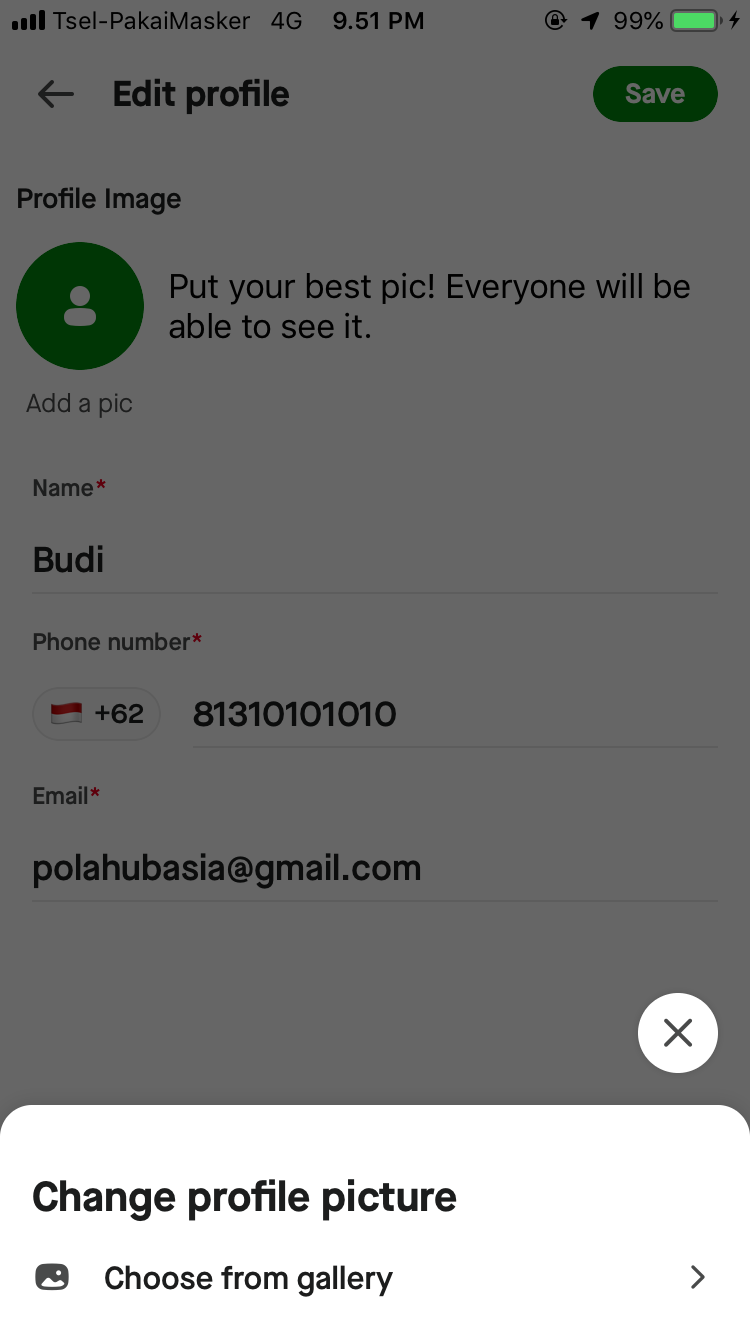 Tsel-PakaiMasker 4G 9.51 PM 99%
Edit profile Save
Profile Image
Put your best pic! Everyone will be
able to see it.
Add a pic
Name*
Budi
Phone number*
+62 81310101010
Email*
polahubasia@gmail.com
Change profile picture
Choose from gallery